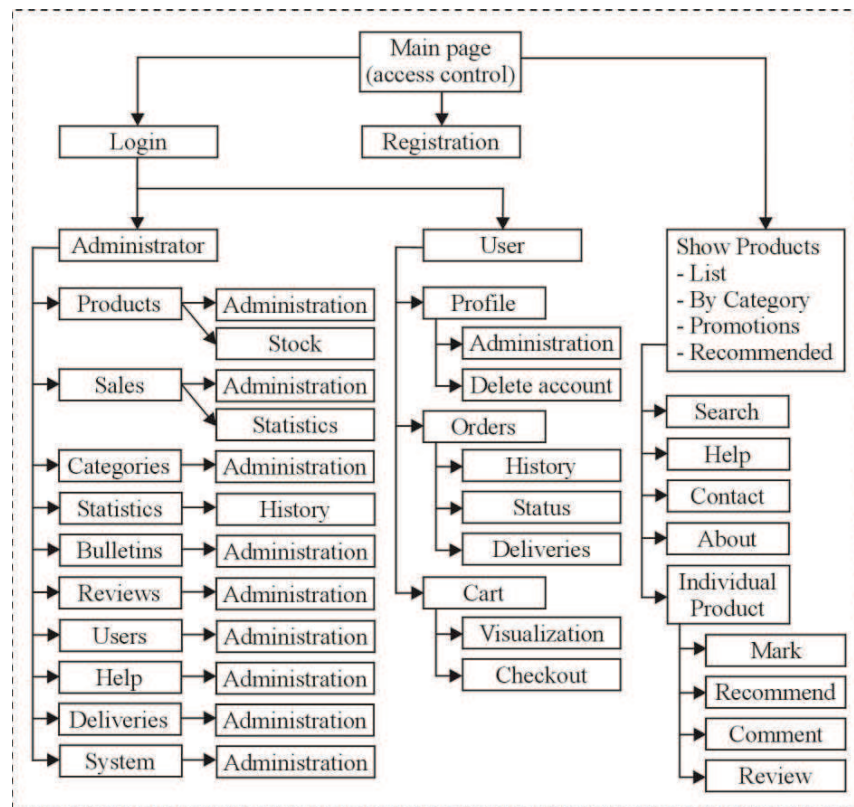 Main page
(access control)
Login
Registration
Administrator
Products
Administration
Stock
Sales
Administration
Statistics
Categories
Administration
Statistics
History
Bulletins
Administration
Reviews
Administration
Users
Administration
Help
Administration
Deliveries
Administration
System
Administration
User
Profile
Administration
Delete account
Orders
History
Status
Deliveries
Cart
Visualization
Checkout
Show Products
- List
- By Category
- Promotions
- Recommended
Search
Help
Contact
About
Individual
Product
Mark
Recommend
Comment
Review